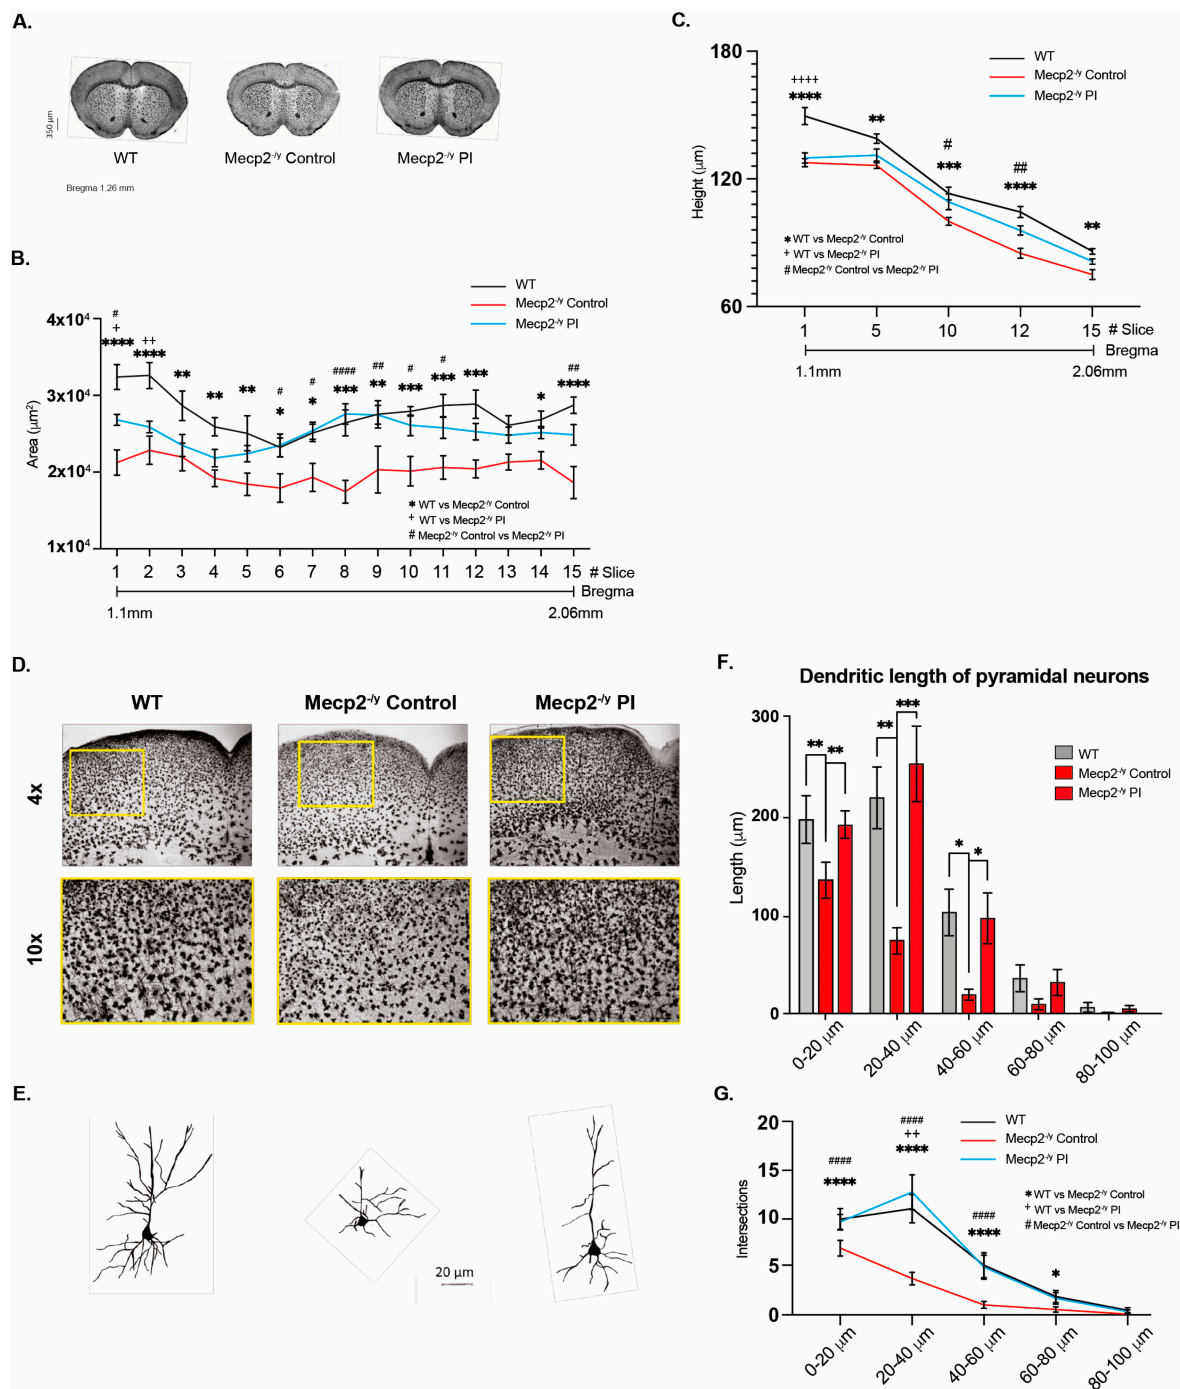 A.
350 µm
WT
Mecp2⁻/ʸ Control
Mecp2⁻/ʸ PI
Bregma 1.26 mm
B.
WT
Mecp2⁻/ʸ Control
Mecp2⁻/ʸ PI
Area (µm²)
4x10⁴
3x10⁴
2x10⁴
1x10⁴
#
+
****
++
****
**
**
**
#
*
#
*
####
***
##
**
#
***
#
***
***
*
##
****
* WT vs Mecp2⁻/ʸ Control
+ WT vs Mecp2⁻/ʸ PI
# Mecp2⁻/ʸ Control vs Mecp2⁻/ʸ PI
1 2 3 4 5 6 7 8 9 10 11 12 13 14 15 # Slice
Bregma
1.1mm 2.06mm
C.
WT
Mecp2⁻/ʸ Control
Mecp2⁻/ʸ PI
Height (µm)
180
120
60
++++
****
**
#
***
##
****
**
* WT vs Mecp2⁻/ʸ Control
+ WT vs Mecp2⁻/ʸ PI
# Mecp2⁻/ʸ Control vs Mecp2⁻/ʸ PI
1 5 10 12 15 # Slice
Bregma
1.1mm 2.06mm
D.
WT
Mecp2⁻/ʸ Control
Mecp2⁻/ʸ PI
4x
10x
E.
20 µm
F.
Dendritic length of pyramidal neurons
WT
Mecp2⁻/ʸ Control
Mecp2⁻/ʸ PI
Length (µm)
300
200
100
0
** **
** ***
* *
0-20 µm
20-40 µm
40-60 µm
60-80 µm
80-100 µm
G.
WT
Mecp2⁻/ʸ Control
Mecp2⁻/ʸ PI
Intersections
20
15
10
5
0
####
****
####
++
****
####
****
*
* WT vs Mecp2⁻/ʸ Control
+ WT vs Mecp2⁻/ʸ PI
# Mecp2⁻/ʸ Control vs Mecp2⁻/ʸ PI
0-20 µm
20-40 µm
40-60 µm
60-80 µm
80-100 µm